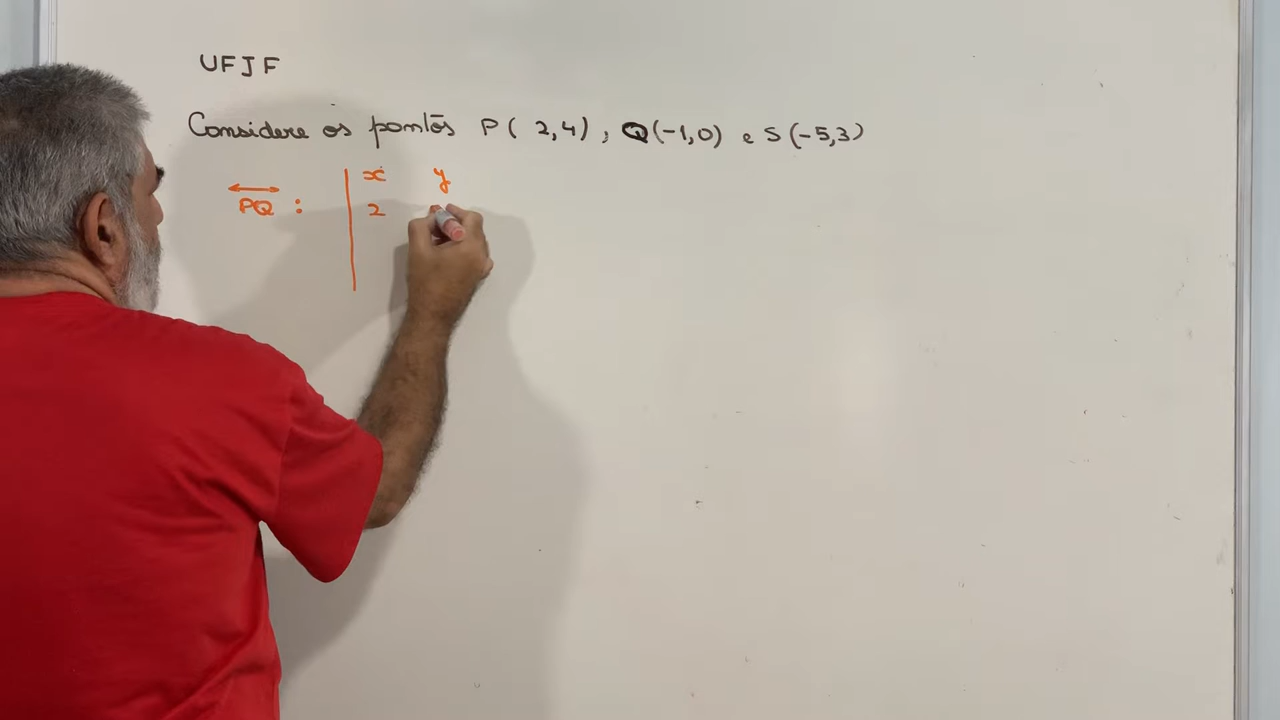 UFJF
Considere os pontos P( 2,4) , Q(-1,0) e S(-5,3)
x y
PQ : 2